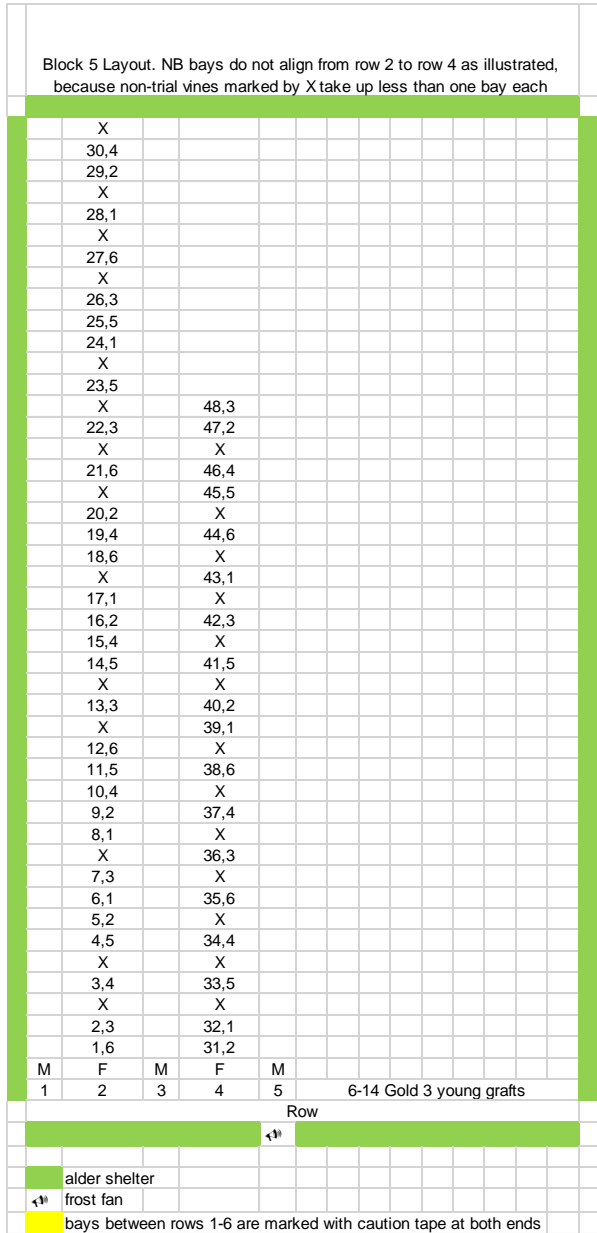 Block 5 Layout. NB bays do not align from row 2 to row 4 as illustrated,
because non-trial vines marked by X take up less than one bay each
X
30,4
29,2
X
28,1
X
27,6
X
26,3
25,5
24,1
X
23,5
X 48,3
22,3 47,2
X X
21,6 46,4
X 45,5
20,2 X
19,4 44,6
18,6 X
X 43,1
17,1 X
16,2 42,3
15,4 X
14,5 41,5
X X
13,3 40,2
X 39,1
12,6 X
11,5 38,6
10,4 X
9,2 37,4
8,1 X
X 36,3
7,3 X
6,1 35,6
5,2 X
4,5 34,4
X X
3,4 33,5
X X
2,3 32,1
1,6 31,2
M F M F M
1 2 3 4 5 6-14 Gold 3 young grafts
Row
alder shelter
frost fan
bays between rows 1-6 are marked with caution tape at both ends